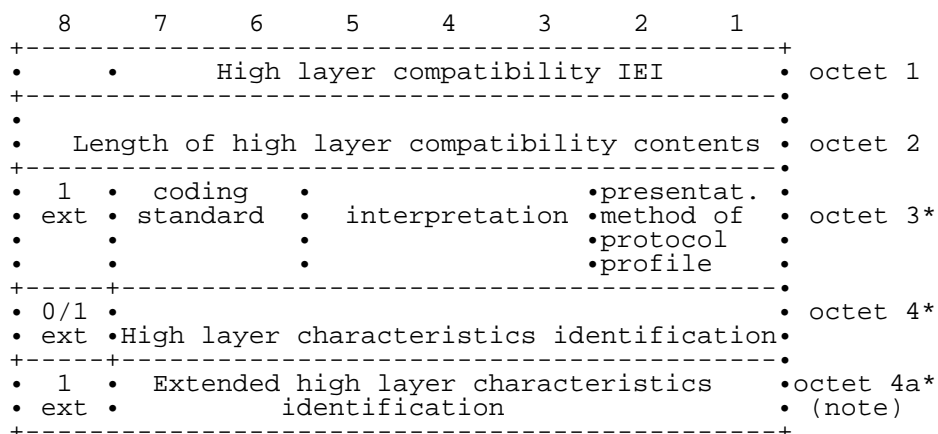 8 7 6 5 4 3 2 1
+-----------------------------------------------+
• • High layer compatibility IEI • octet 1
+-----------------------------------------------•
• •
• Length of high layer compatibility contents • octet 2
+-----------------------------------------------•
• 1 • coding • •presentat. •
• ext • standard • interpretation •method of • octet 3*
• • • •protocol •
• • • •profile •
+-----+-----------------------------------------•
• 0/1 • • octet 4*
• ext •High layer characteristics identification•
+-----+-----------------------------------------•
• 1 • Extended high layer characteristics •octet 4a*
• ext • identification • (note)
+-----------------------------------------------+